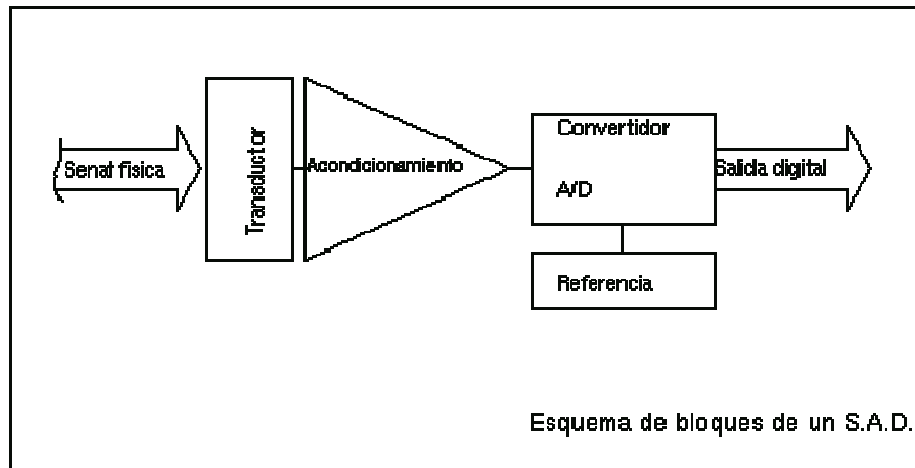 Senal fisica
Transductor
Acondicionamiento
Convertidor
A/D
Salida digital
Referencia
Esquema de bloques de un S.A.D.